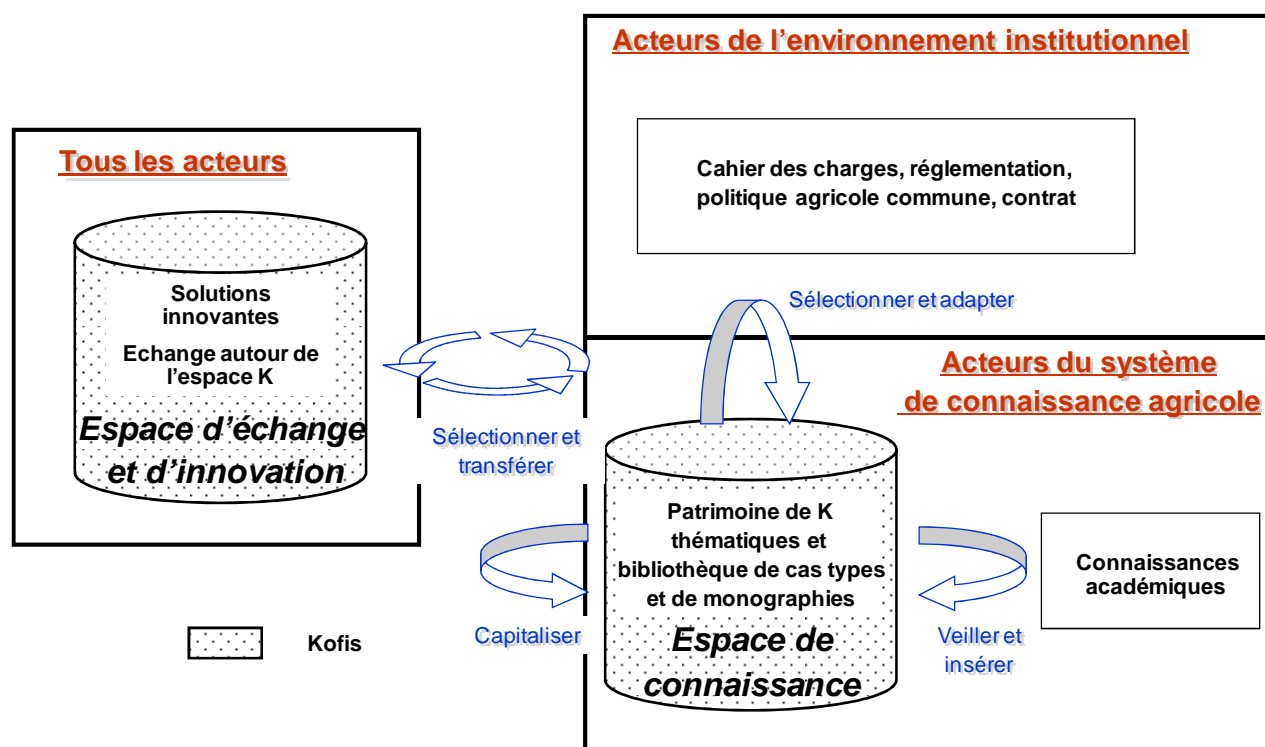 Acteurs de l'environnement institutionnel
Cahier des charges, réglementation,
politique agricole commune, contrat
Tous les acteurs
Solutions
innovantes
Echange autour de
l'espace K
Espace d'échange
et d'innovation
Sélectionner et adapter
Acteurs du système
de connaissance agricole
Sélectionner et
transférer
Patrimoine de K
thématiques et
bibliothèque de cas types
et de monographies
Espace de
connaissance
Connaissances
académiques
Capitaliser
Veiller et
insérer
Kofis